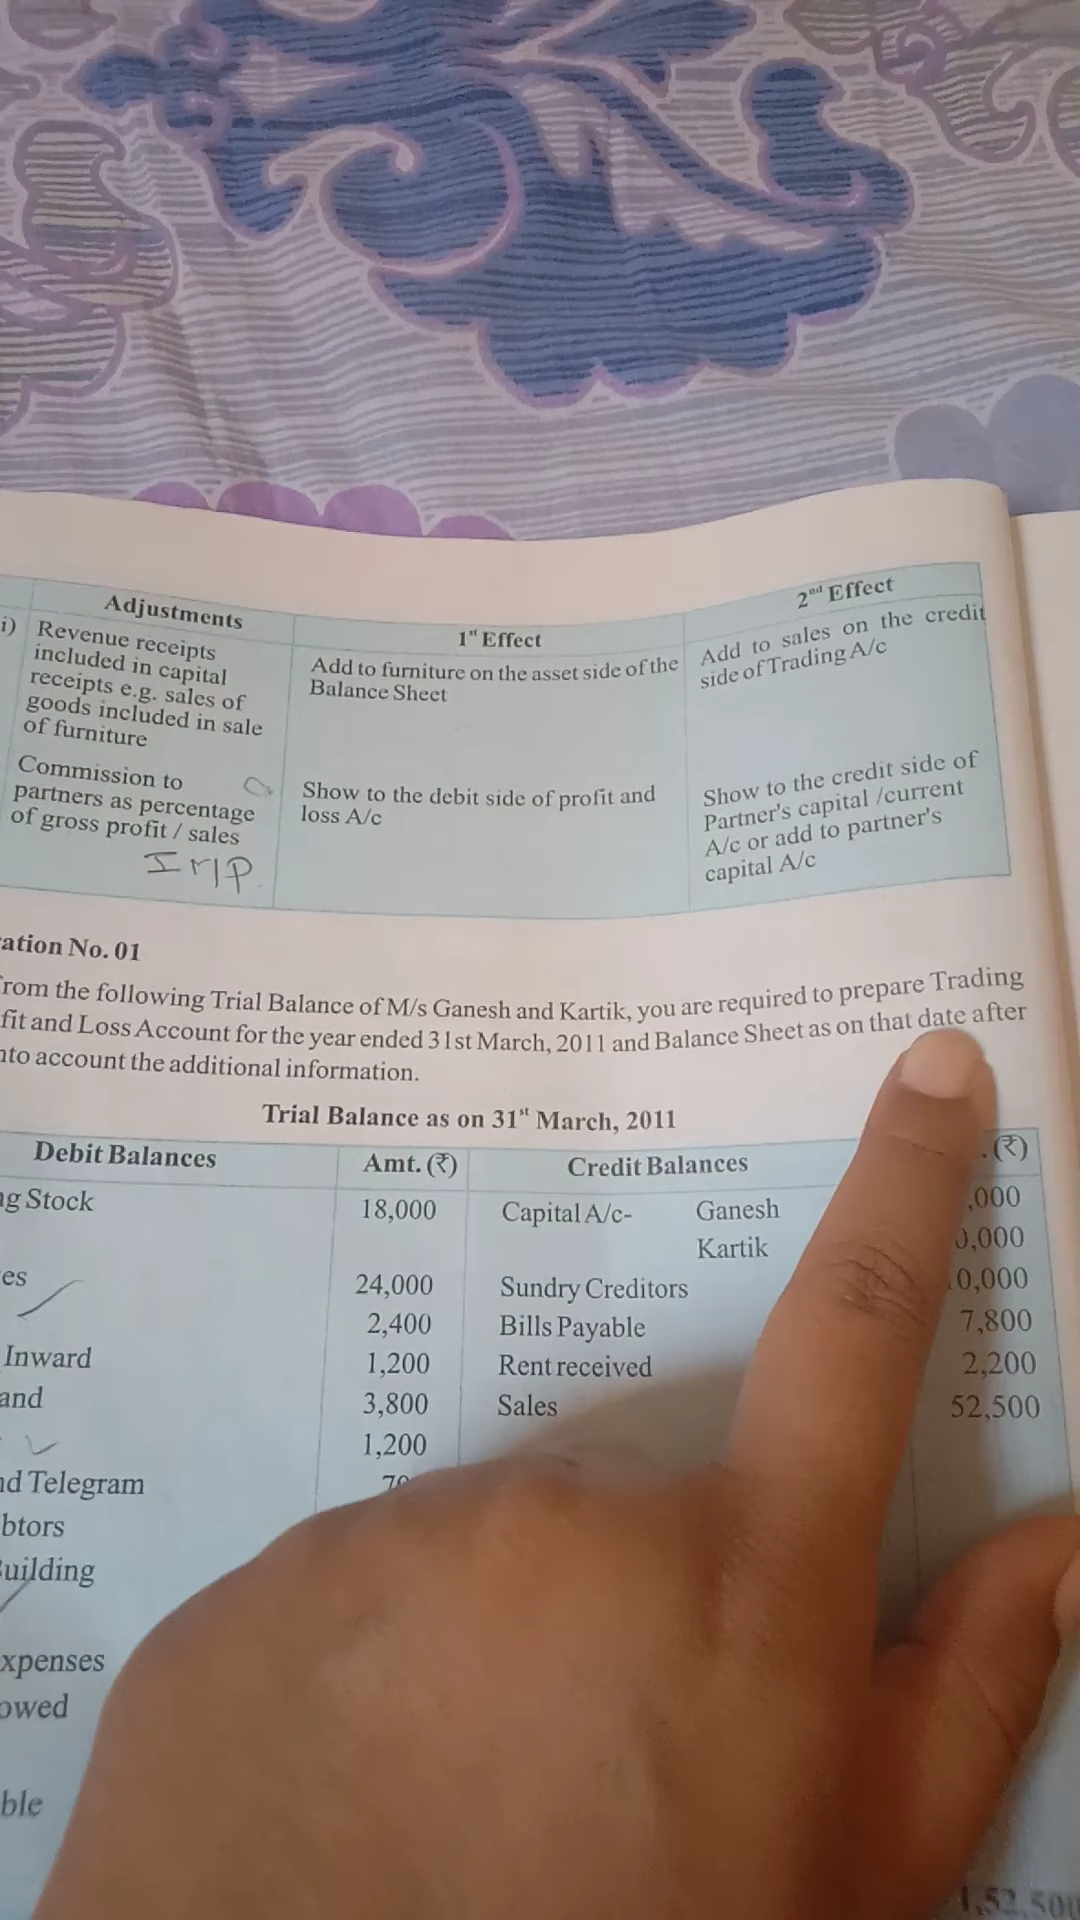 Adjustments 1st Effect 2nd Effect
i) Revenue receipts
included in capital
receipts e.g. sales of
goods included in sale
of furniture
Add to furniture on the asset side of the
Balance Sheet
Add to sales on the credit
side of Trading A/c
Commission to
partners as percentage
of gross profit / sales
IMP.
Show to the debit side of profit and
loss A/c
Show to the credit side of
Partner's capital /current
A/c or add to partner's
capital A/c
ation No. 01
rom the following Trial Balance of M/s Ganesh and Kartik, you are required to prepare Trading
fit and Loss Account for the year ended 31st March, 2011 and Balance Sheet as on that date after
nto account the additional information.
Trial Balance as on 31st March, 2011
Debit Balances Amt. (₹) Credit Balances . (₹)
ng Stock 18,000 Capital A/c- Ganesh ,000
Kartik 0,000
es 24,000 Sundry Creditors 0,000
2,400 Bills Payable 7,800
Inward 1,200 Rent received 2,200
and 3,800 Sales 52,500
1,200
nd Telegram 70
btors
uilding
xpenses
owed
ble
1,52,500